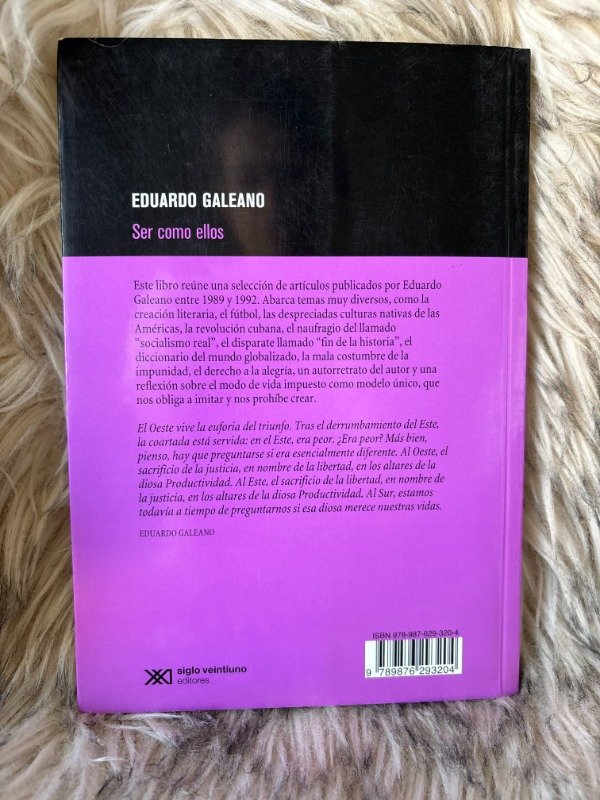 EDUARDO GALEANO
Ser como ellos
Este libro reúne una selección de artículos publicados por Eduardo
Galeano entre 1989 y 1992. Abarca temas muy diversos, como la
creación literaria, el fútbol, las despreciadas culturas nativas de las
Américas, la revolución cubana, el naufragio del llamado
“socialismo real”, el disparate llamado “fin de la historia”, el
diccionario del mundo globalizado, la mala costumbre de la
impunidad, el derecho a la alegría, un autorretrato del autor y una
reflexión sobre el modo de vida impuesto como modelo único, que
nos obliga a imitar y nos prohíbe crear.
El Oeste vive la euforia del triunfo. Tras el derrumbamiento del Este,
la coartada está servida: en el Este, era peor. ¿Era peor? Más bien,
pienso, hay que preguntarse si era esencialmente diferente. Al Oeste, el
sacrificio de la justicia, en nombre de la libertad, en los altares de la
diosa Productividad. Al Este, el sacrificio de la libertad, en nombre de
la justicia, en los altares de la diosa Productividad. Al Sur, estamos
todavía a tiempo de preguntarnos si esa diosa merece nuestras vidas.
EDUARDO GALEANO
ISBN 978-987-629-320-4
9 789876 293204
siglo veintiuno
editores